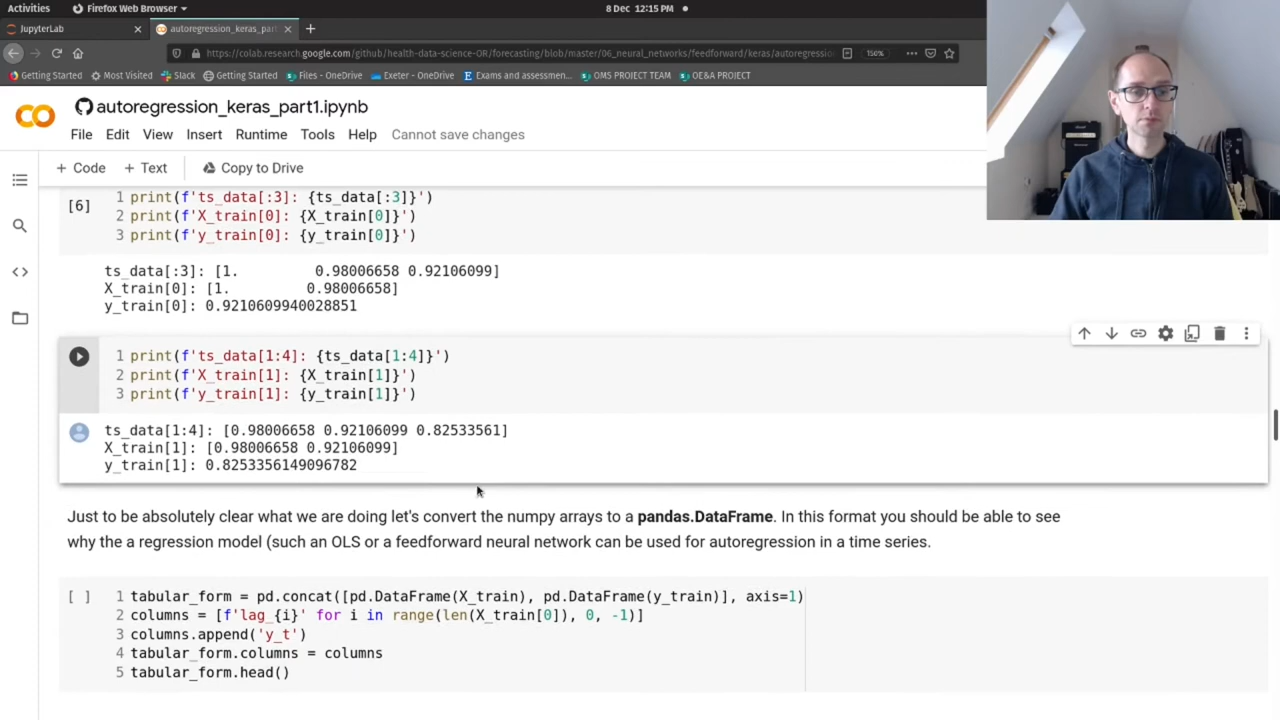 Activities
Firefox Web Browser
8 Dec 12:15 PM
JupyterLab
autoregression_keras_part
https://colab.research.google.com/github/health-data-science-OR/forecasting/blob/master/06_neural_networks/feedforward/keras/autoregression
150%
Getting Started
Most Visited
Slack
Getting Started
Files - OneDrive
Exeter - OneDrive
Exams and assessmen…
OMS PROJECT TEAM
OE&A PROJECT
autoregression_keras_part1.ipynb
File Edit View Insert Runtime Tools Help Cannot save changes
+ Code + Text Copy to Drive
[6]
1 print(f'ts_data[:3]: {ts_data[:3]}')
2 print(f'X_train[0]: {X_train[0]}')
3 print(f'y_train[0]: {y_train[0]}')
ts_data[:3]: [1. 0.98006658 0.92106099]
X_train[0]: [1. 0.98006658]
y_train[0]: 0.9210609940028851
1 print(f'ts_data[1:4]: {ts_data[1:4]}')
2 print(f'X_train[1]: {X_train[1]}')
3 print(f'y_train[1]: {y_train[1]}')
ts_data[1:4]: [0.98006658 0.92106099 0.82533561]
X_train[1]: [0.98006658 0.92106099]
y_train[1]: 0.8253356149096782
Just to be absolutely clear what we are doing let's convert the numpy arrays to a pandas.DataFrame. In this format you should be able to see
why the a regression model (such an OLS or a feedforward neural network can be used for autoregression in a time series.
[ ]
1 tabular_form = pd.concat([pd.DataFrame(X_train), pd.DataFrame(y_train)], axis=1)
2 columns = [f'lag_{i}' for i in range(len(X_train[0]), 0, -1)]
3 columns.append('y_t')
4 tabular_form.columns = columns
5 tabular_form.head()